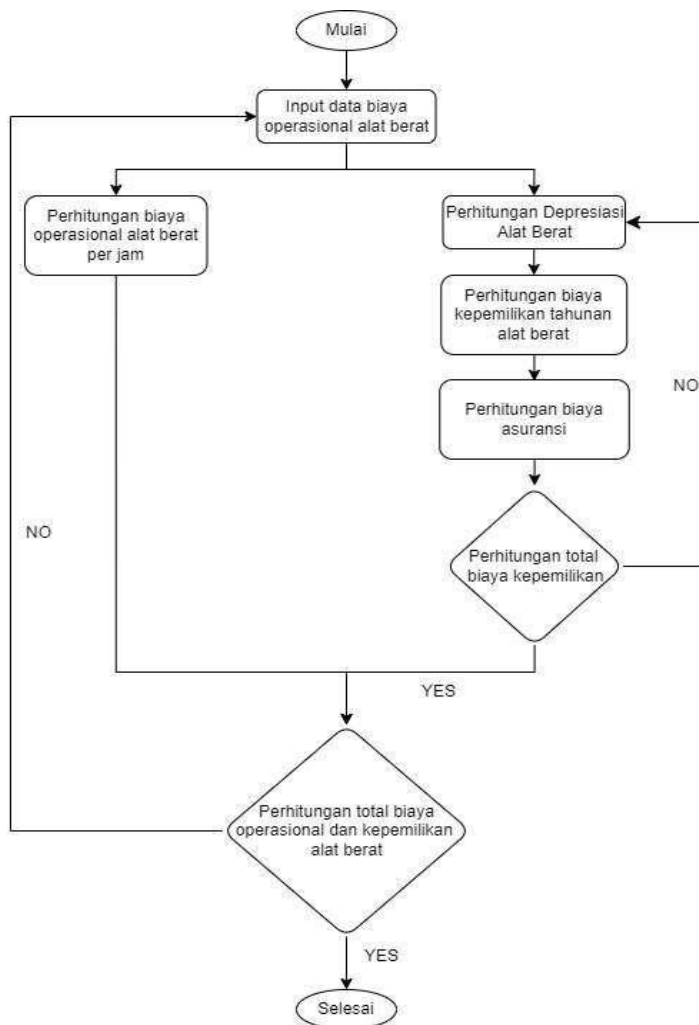 Mulai
Input data biaya
operasional alat berat
Perhitungan biaya
operasional alat berat
per jam
Perhitungan Depresiasi
Alat Berat
Perhitungan biaya
kepemilikan tahunan
alat berat
Perhitungan biaya
asuransi
NO
NO
Perhitungan total
biaya kepemilikan
YES
Perhitungan total biaya
operasional dan kepemilikan
alat berat
YES
Selesai